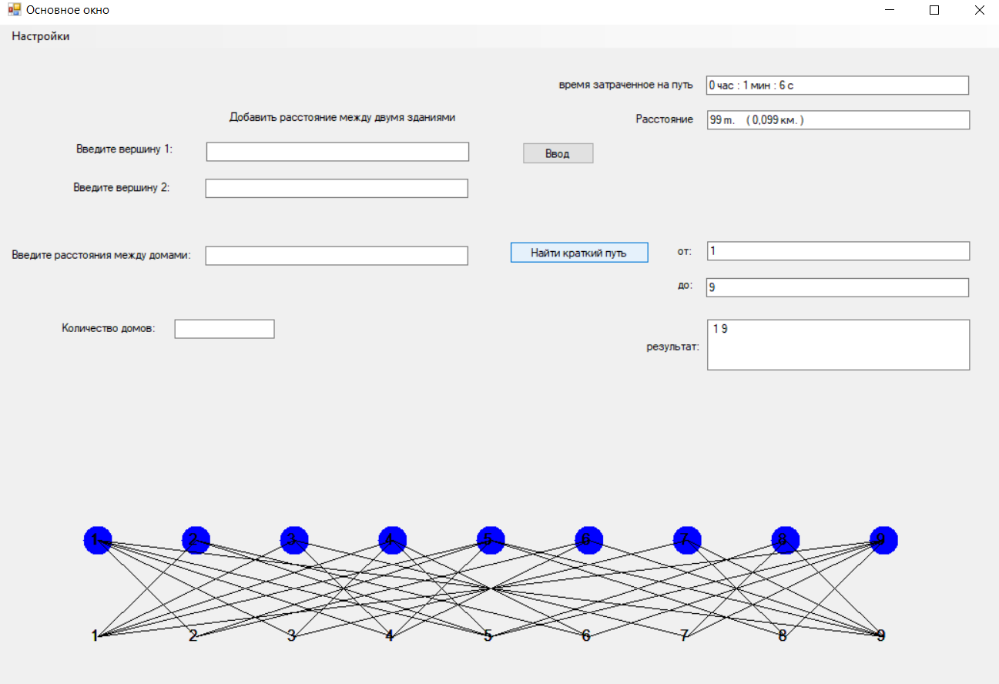 Основное окно
Настройки
время затраченное на путь
0 час : 1 мин : 6 с
Добавить расстояние между двумя зданиями
Расстояние
99 m. ( 0,099 км. )
Введите вершину 1:
Ввод
Введите вершину 2:
Введите расстояния между домами:
Найти краткий путь
от:
1
до:
9
Количество домов:
результат:
1 9
1 2 3 4 5 6 7 8 9
1 2 3 4 5 6 7 8 9